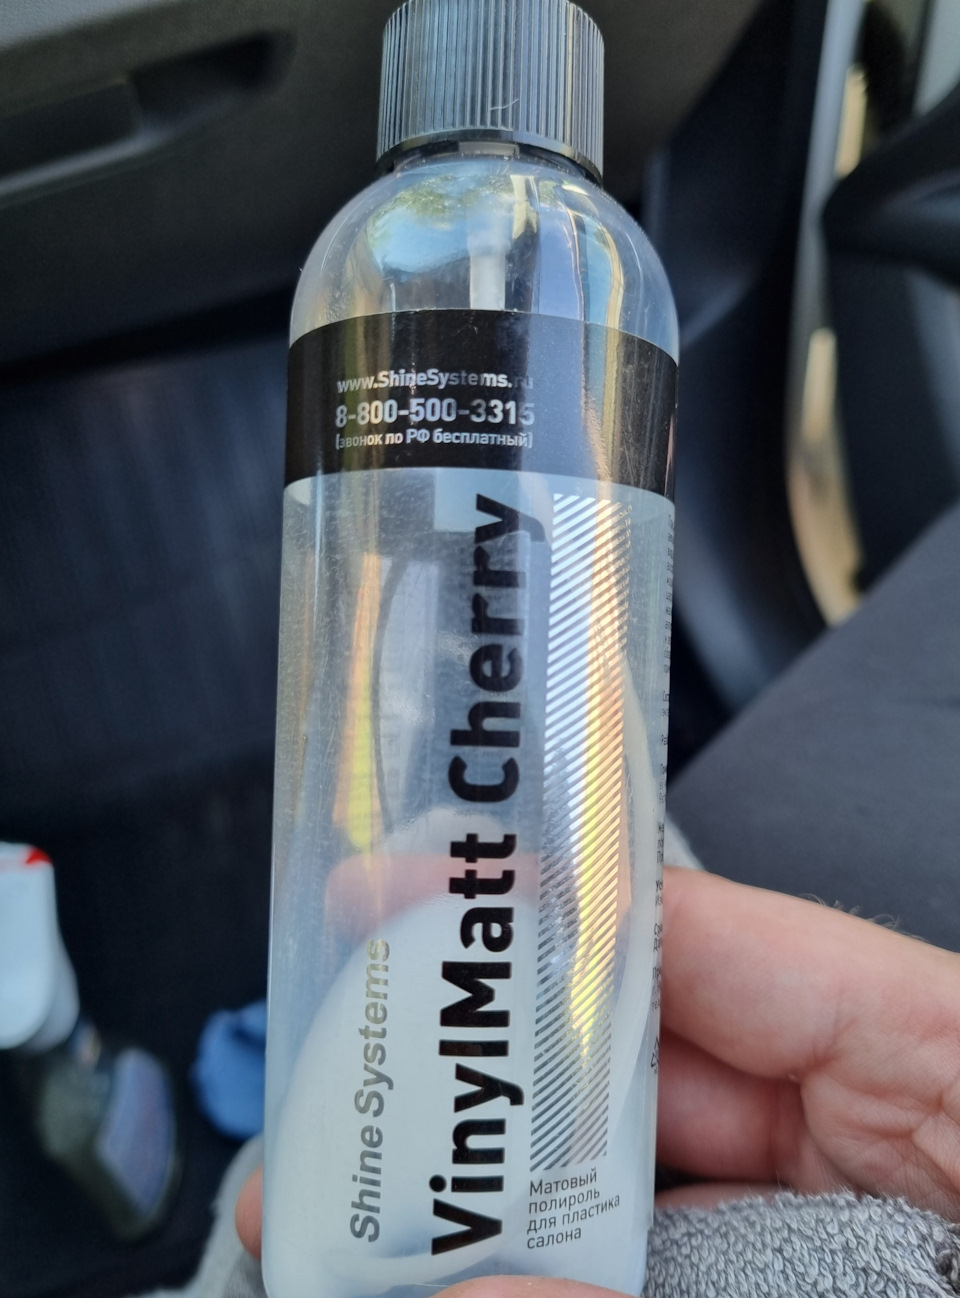 www.ShineSystems.ru
8-800-500-3315
(звонок по РФ бесплатный)
Shine Systems
VinylMatt Cherry
Матовый
полироль
для пластика
салона